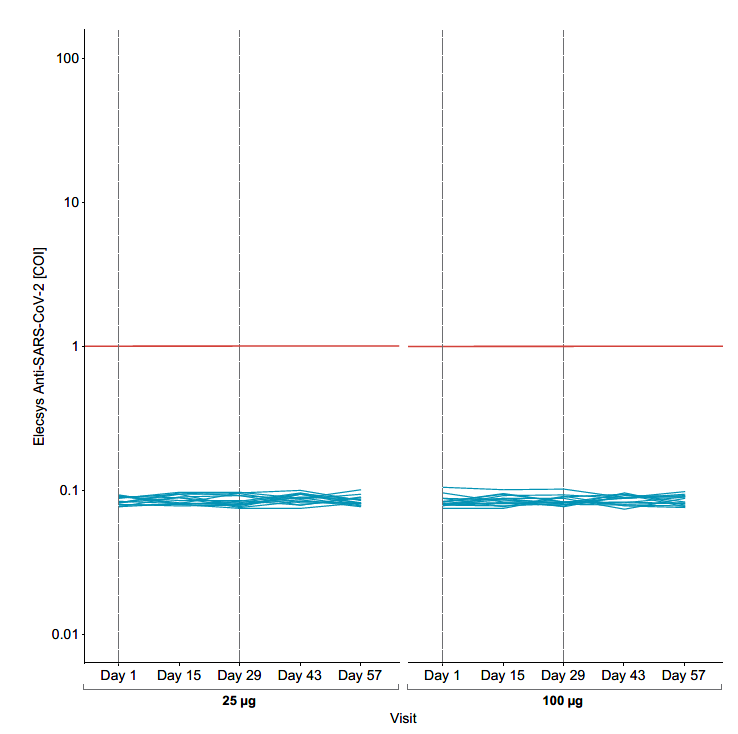 100
10
1
0.1
0.01
Elecsys Anti-SARS-CoV-2 [COI]
Day 1 Day 15 Day 29 Day 43 Day 57
Day 1 Day 15 Day 29 Day 43 Day 57
25 µg
100 µg
Visit